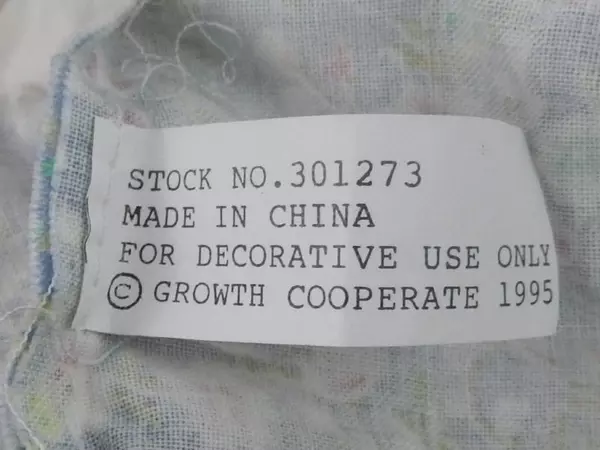 STOCK NO.301273
MADE IN CHINA
FOR DECORATIVE USE ONLY
© GROWTH COOPERATE 1995